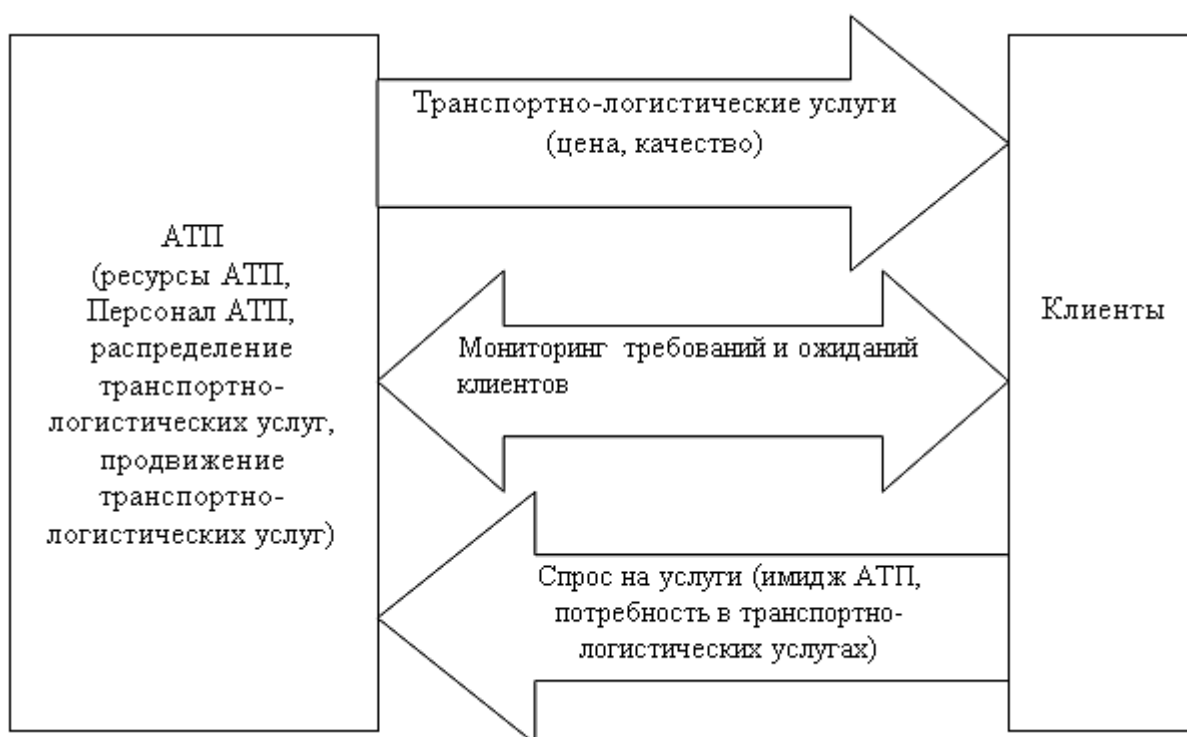 АТП
(ресурсы АТП,
Персонал АТП,
распределение
транспортно-
логистических услуг,
продвижение
транспортно-
логистических услуг)
Транспортно-логистические услуги
(цена, качество)
Мониторинг требований и ожиданий
клиентов
Спрос на услуги (имидж АТП,
потребность в транспортно-
логистических услугах)
Клиенты